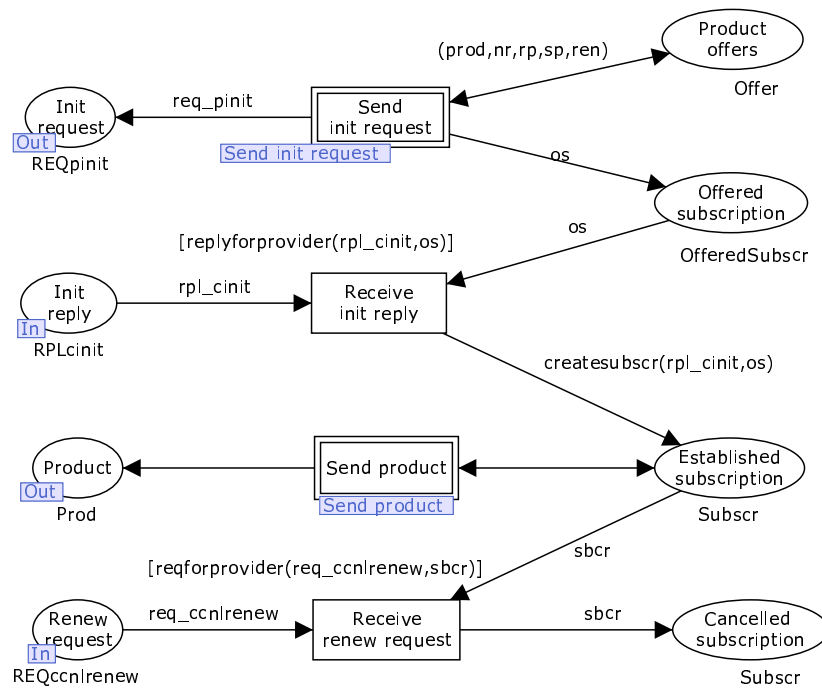 Product
offers
(prod,nr,rp,sp,ren)
Offer
Init
request
Out
REQpinit
req_pinit
Send
init request
Send init request
os
Offered
subscription
OfferedSubscr
os
[replyforprovider(rpl_cinit,os)]
Init
reply
In
RPLcinit
rpl_cinit
Receive
init reply
createsubscr(rpl_cinit,os)
Product
Out
Prod
Send product
Send product
Established
subscription
Subscr
sbcr
[reqforprovider(req_ccnlrenew,sbcr)]
Renew
request
In
REQccnlrenew
req_ccnlrenew
Receive
renew request
sbcr
Cancelled
subscription
Subscr